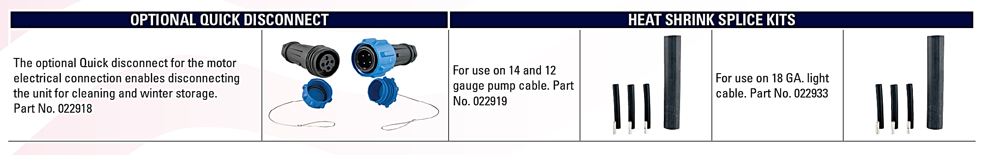 OPTIONAL QUICK DISCONNECT
The optional Quick disconnect for the motor
electrical connection enables disconnecting
the unit for cleaning and winter storage.
Part No. 022918
HEAT SHRINK SPLICE KITS
For use on 14 and 12
gauge pump cable. Part
No. 022919
For use on 18 GA. light
cable. Part No. 022933